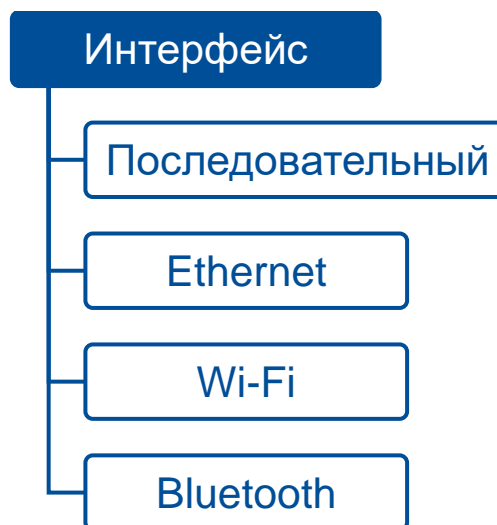 Интерфейс
Последовательный
Ethernet
Wi-Fi
Bluetooth